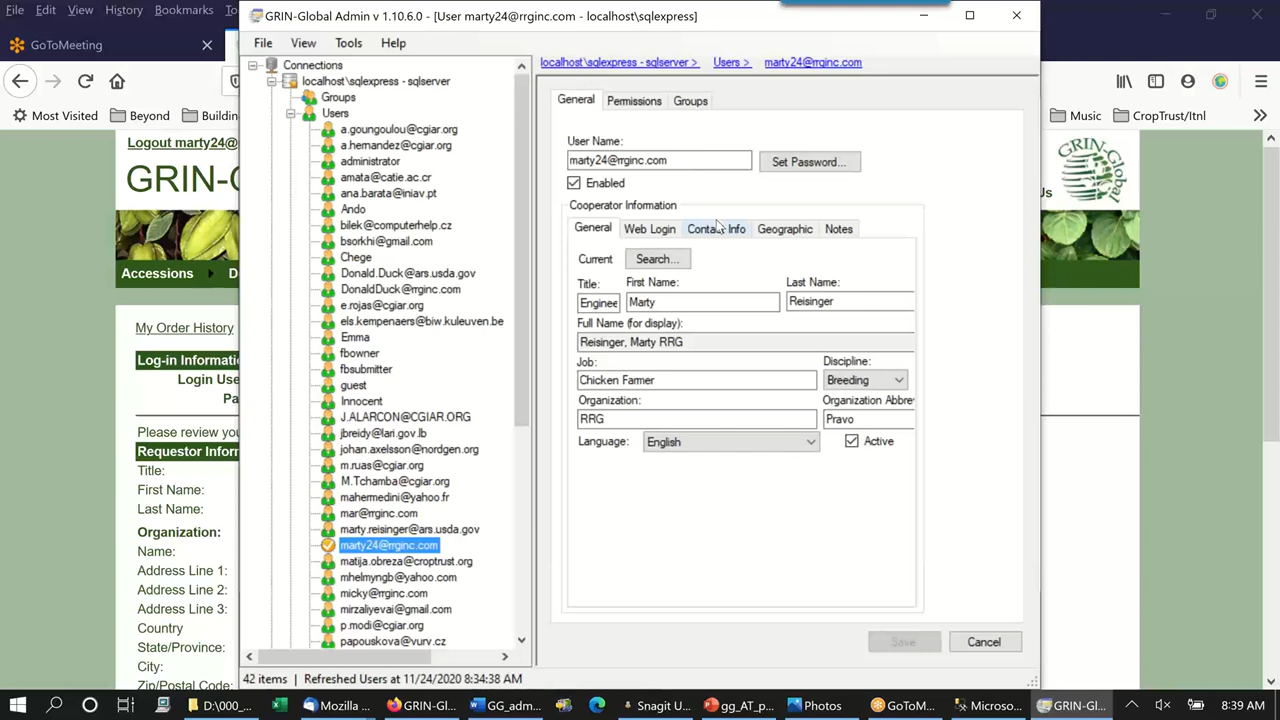 GRIN-Global Admin v 1.10.6.0 - [User marty24@rrginc.com - localhost\sqlexpress]
File Edit View History Bookmarks
GoToMeeting
File View Tools Help
Connections
localhost\sqlexpress - sqlserver
Groups
Users
a.goungoulou@cgiar.org
a.hernandez@cgiar.org
administrator
amata@catie.ac.cr
ana.barata@iniav.pt
Ando
bilek@computerhelp.cz
bsorkhi@gmail.com
Chege
Donald.Duck@ars.usda.gov
DonaldDuck@rrginc.com
e.rojas@cgiar.org
els.kempenaers@biw.kuleuven.be
Emma
fbowner
fbsubmitter
guest
Innocent
J.ALARCON@CGIAR.ORG
jbreidy@lari.gov.lb
johan.axelsson@nordgen.org
m.ruas@cgiar.org
M.Tchamba@cgiar.org
mahermedini@yahoo.fr
mar@rrginc.com
marty.reisinger@ars.usda.gov
marty24@rrginc.com
matija.obreza@croptrust.org
mhelmyngb@yahoo.com
micky@rrginc.com
mirzaliyevai@gmail.com
p.modi@cgiar.org
papouskova@vurv.cz
42 items Refreshed Users at 11/24/2020 8:34:38 AM
localhost\sqlexpress - sqlserver > Users > marty24@rrginc.com
General Permissions Groups
User Name:
marty24@rrginc.com Set Password...
Enabled
Cooperator Information
General Web Login Contact Info Geographic Notes
Current Search...
Title: First Name: Last Name:
Enginee Marty Reisinger
Full Name (for display):
Reisinger, Marty RRG
Job: Discipline:
Chicken Farmer Breeding
Organization: Organization Abbre
RRG Pravo
Language: English Active
Save Cancel
Most Visited Beyond Building
Music CropTrust/Itnl
Logout marty24@
GRIN-G
GRIN-Global
Us
Accessions D
My Order History
Log-in Informati
Login Use
Pa
Please review you
Requestor Inforr
Title:
First Name:
Last Name:
Organization:
Name:
Address Line 1:
Address Line 2:
Address Line 3:
Country
State/Province:
City:
Zip/Postal Code:
D:\000_... Mozilla ... GRIN-Gl... GG_adm... Snagit U... gg_AT_p... Photos GoToM... Microso... GRIN-Gl... 8:39 AM